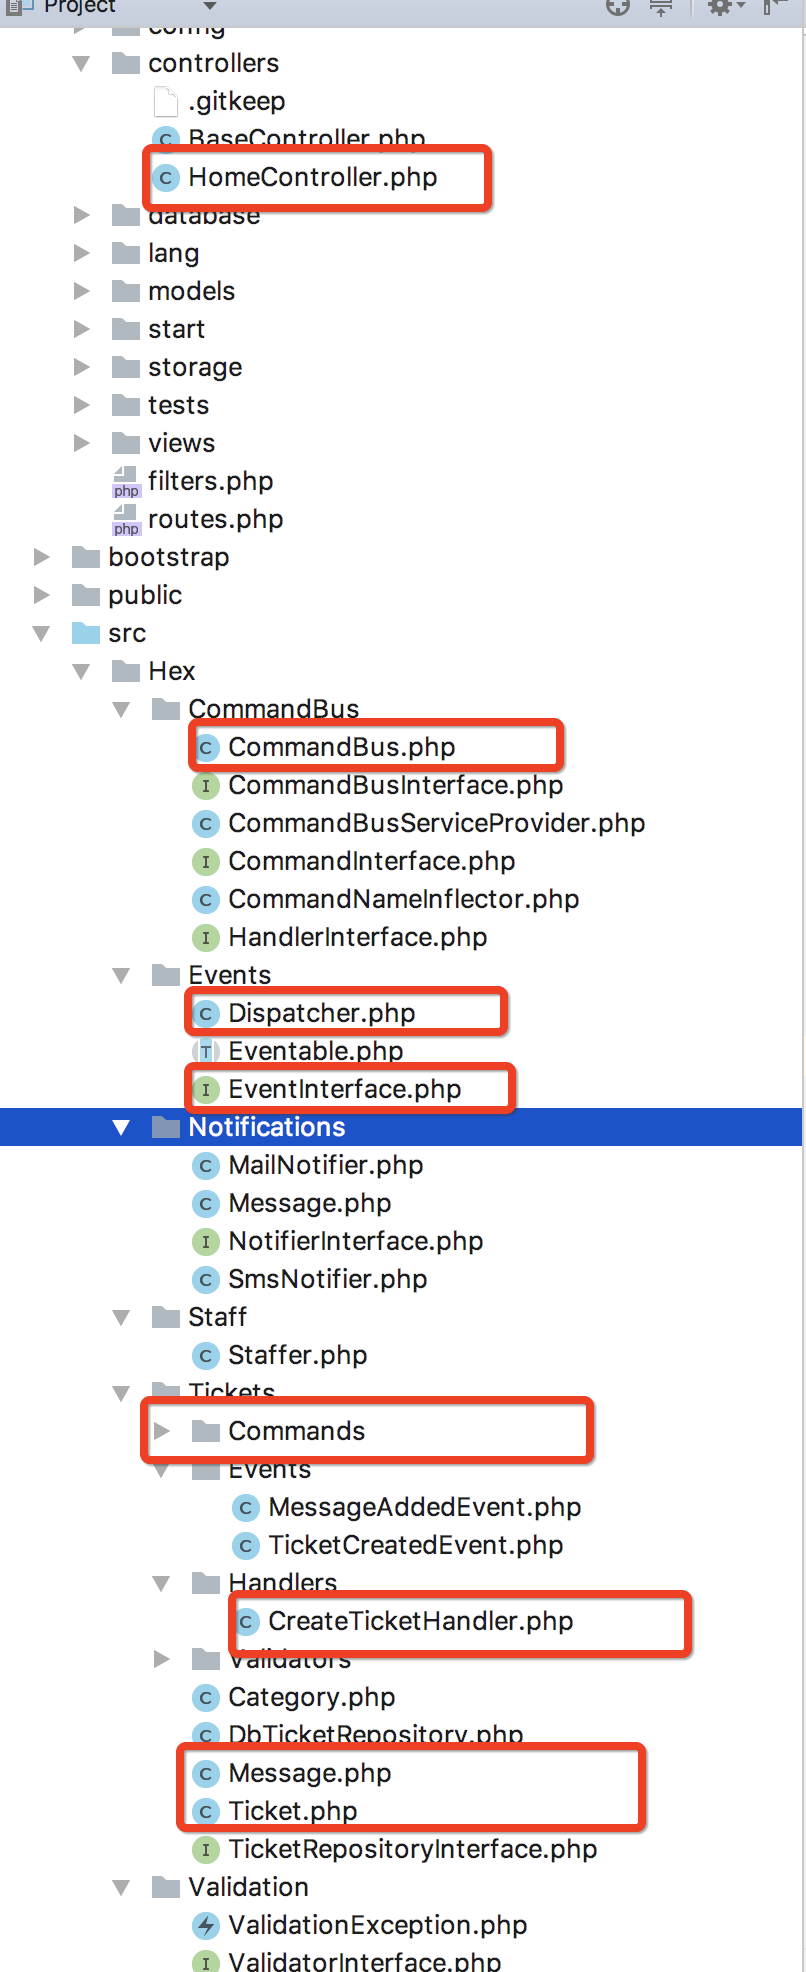 Project
config
controllers
.gitkeep
BaseController.php
HomeController.php
database
lang
models
start
storage
tests
views
php filters.php
php routes.php
bootstrap
public
src
Hex
CommandBus
C CommandBus.php
I CommandBusInterface.php
C CommandBusServiceProvider.php
I CommandInterface.php
C CommandNameInflector.php
I HandlerInterface.php
Events
C Dispatcher.php
T Eventable.php
I EventInterface.php
Notifications
C MailNotifier.php
C Message.php
I NotifierInterface.php
C SmsNotifier.php
Staff
C Staffer.php
Tickets
Commands
Events
C MessageAddedEvent.php
C TicketCreatedEvent.php
Handlers
C CreateTicketHandler.php
Validators
C Category.php
C DbTicketRepository.php
C Message.php
C Ticket.php
I TicketRepositoryInterface.php
Validation
ValidationException.php
I ValidatorInterface.php